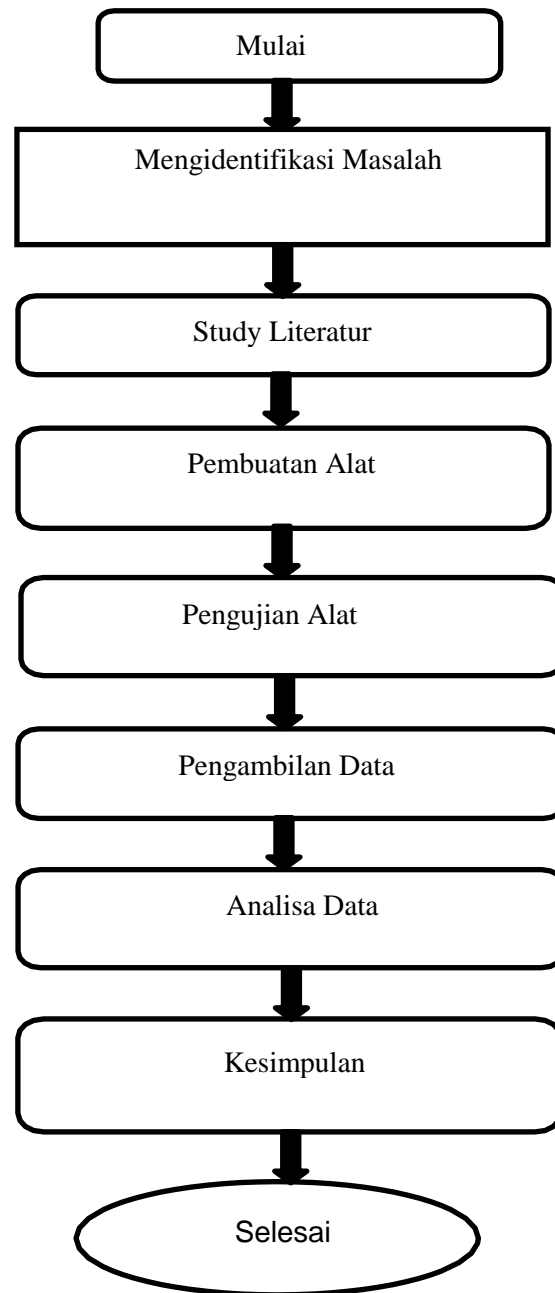 Mulai
Mengidentifikasi Masalah
Study Literatur
Pembuatan Alat
Pengujian Alat
Pengambilan Data
Analisa Data
Kesimpulan
Selesai